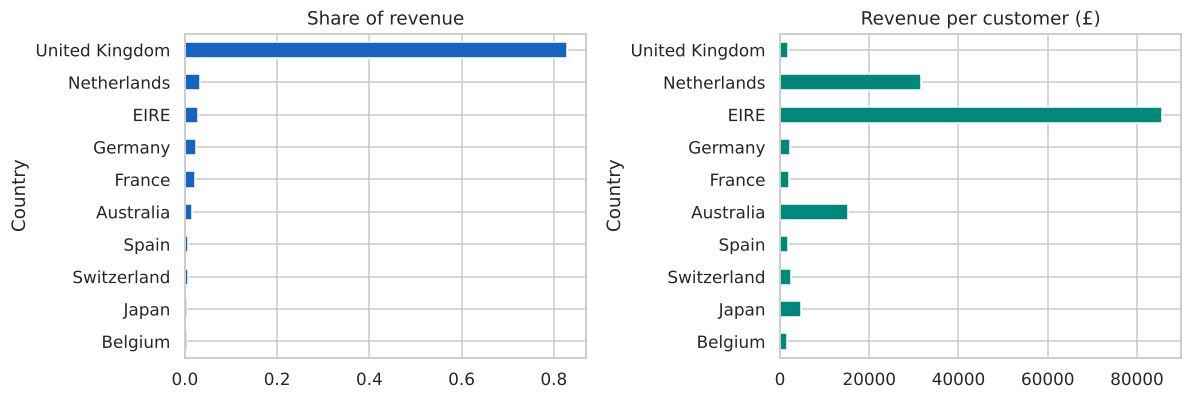 Share of revenue
Country
United Kingdom
Netherlands
EIRE
Germany
France
Australia
Spain
Switzerland
Japan
Belgium
0.0 0.2 0.4 0.6 0.8
Revenue per customer (£)
Country
United Kingdom
Netherlands
EIRE
Germany
France
Australia
Spain
Switzerland
Japan
Belgium
0 20000 40000 60000 80000